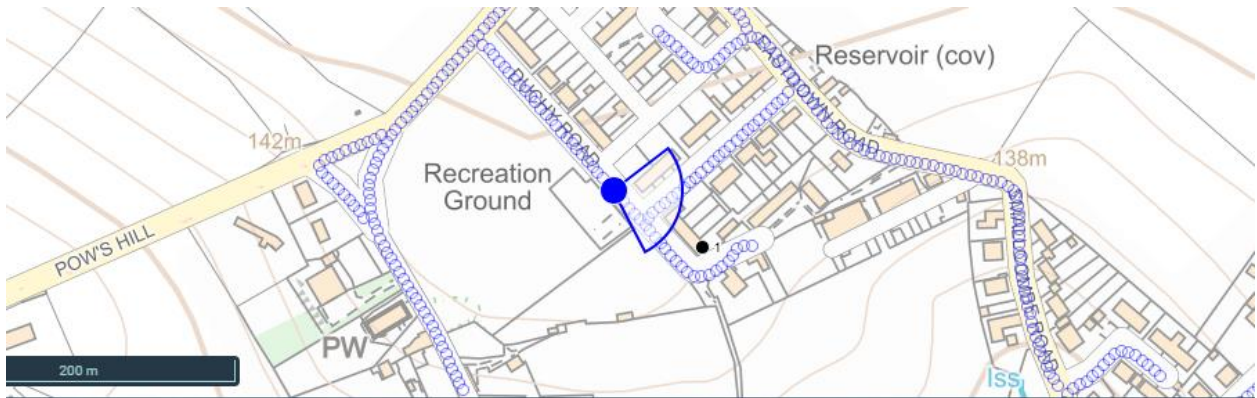 Reservoir (cov)
EASTDOWN ROAD
DUCHY ROAD
142m
138m
Recreation
Ground
POW'S HILL
1
PW
200 m
Iss